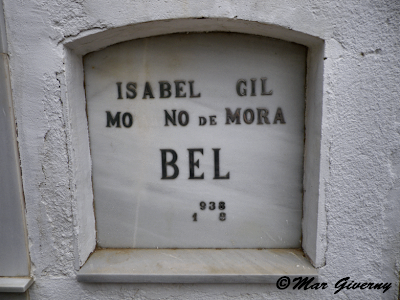 ISABEL GIL
MO NO DE MORA
BEL
938
1 8
©Mar Giverny